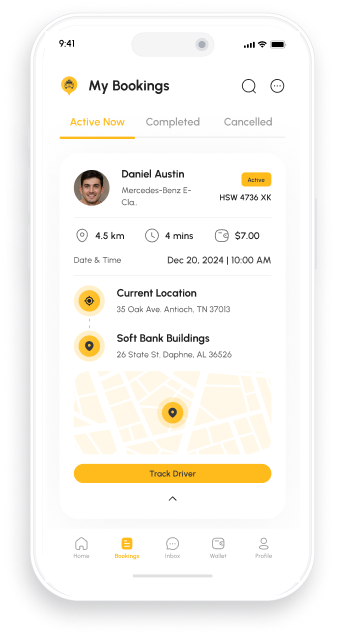 9:41
My Bookings
Active Now Completed Cancelled
Daniel Austin
Active
Mercedes-Benz E-
Cla..
HSW 4736 XK
4.5 km 4 mins $7.00
Date & Time Dec 20, 2024 | 10:00 AM
Current Location
35 Oak Ave. Antioch, TN 37013
Soft Bank Buildings
26 State St. Daphne, AL 36526
Track Driver
Home Bookings Inbox Wallet Profile